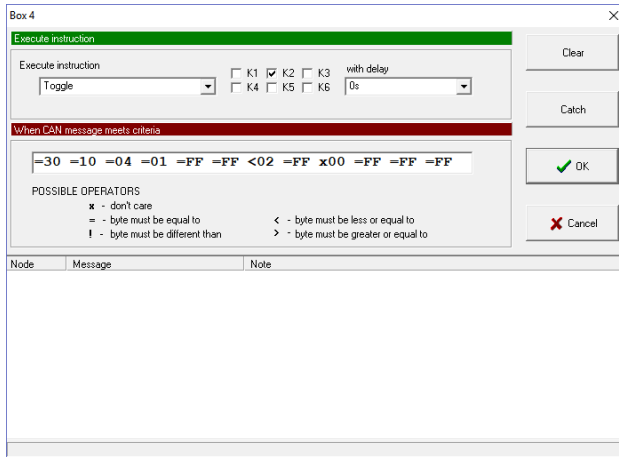 Box 4
Execute instruction
Execute instruction
Toggle
K1 K2 K3
K4 K5 K6
with delay
0s
When CAN message meets criteria
=30 =10 =04 =01 =FF =FF <02 =FF x00 =FF =FF =FF
POSSIBLE OPERATORS
x - don't care
= - byte must be equal to
! - byte must be different than
< - byte must be less or equal to
> - byte must be greater or equal to
Clear
Catch
OK
Cancel
Node Message Note